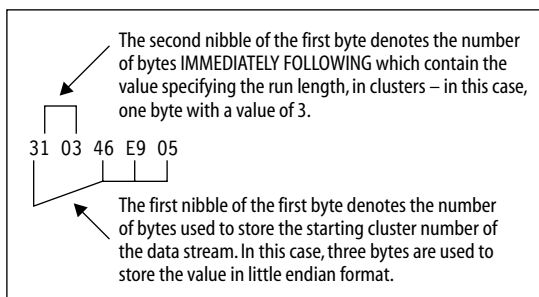 The second nibble of the first byte denotes the number
of bytes IMMEDIATELY FOLLOWING which contain the
value specifying the run length, in clusters – in this case,
one byte with a value of 3.
31 03 46 E9 05
The first nibble of the first byte denotes the number
of bytes used to store the starting cluster number of
the data stream. In this case, three bytes are used to
store the value in little endian format.